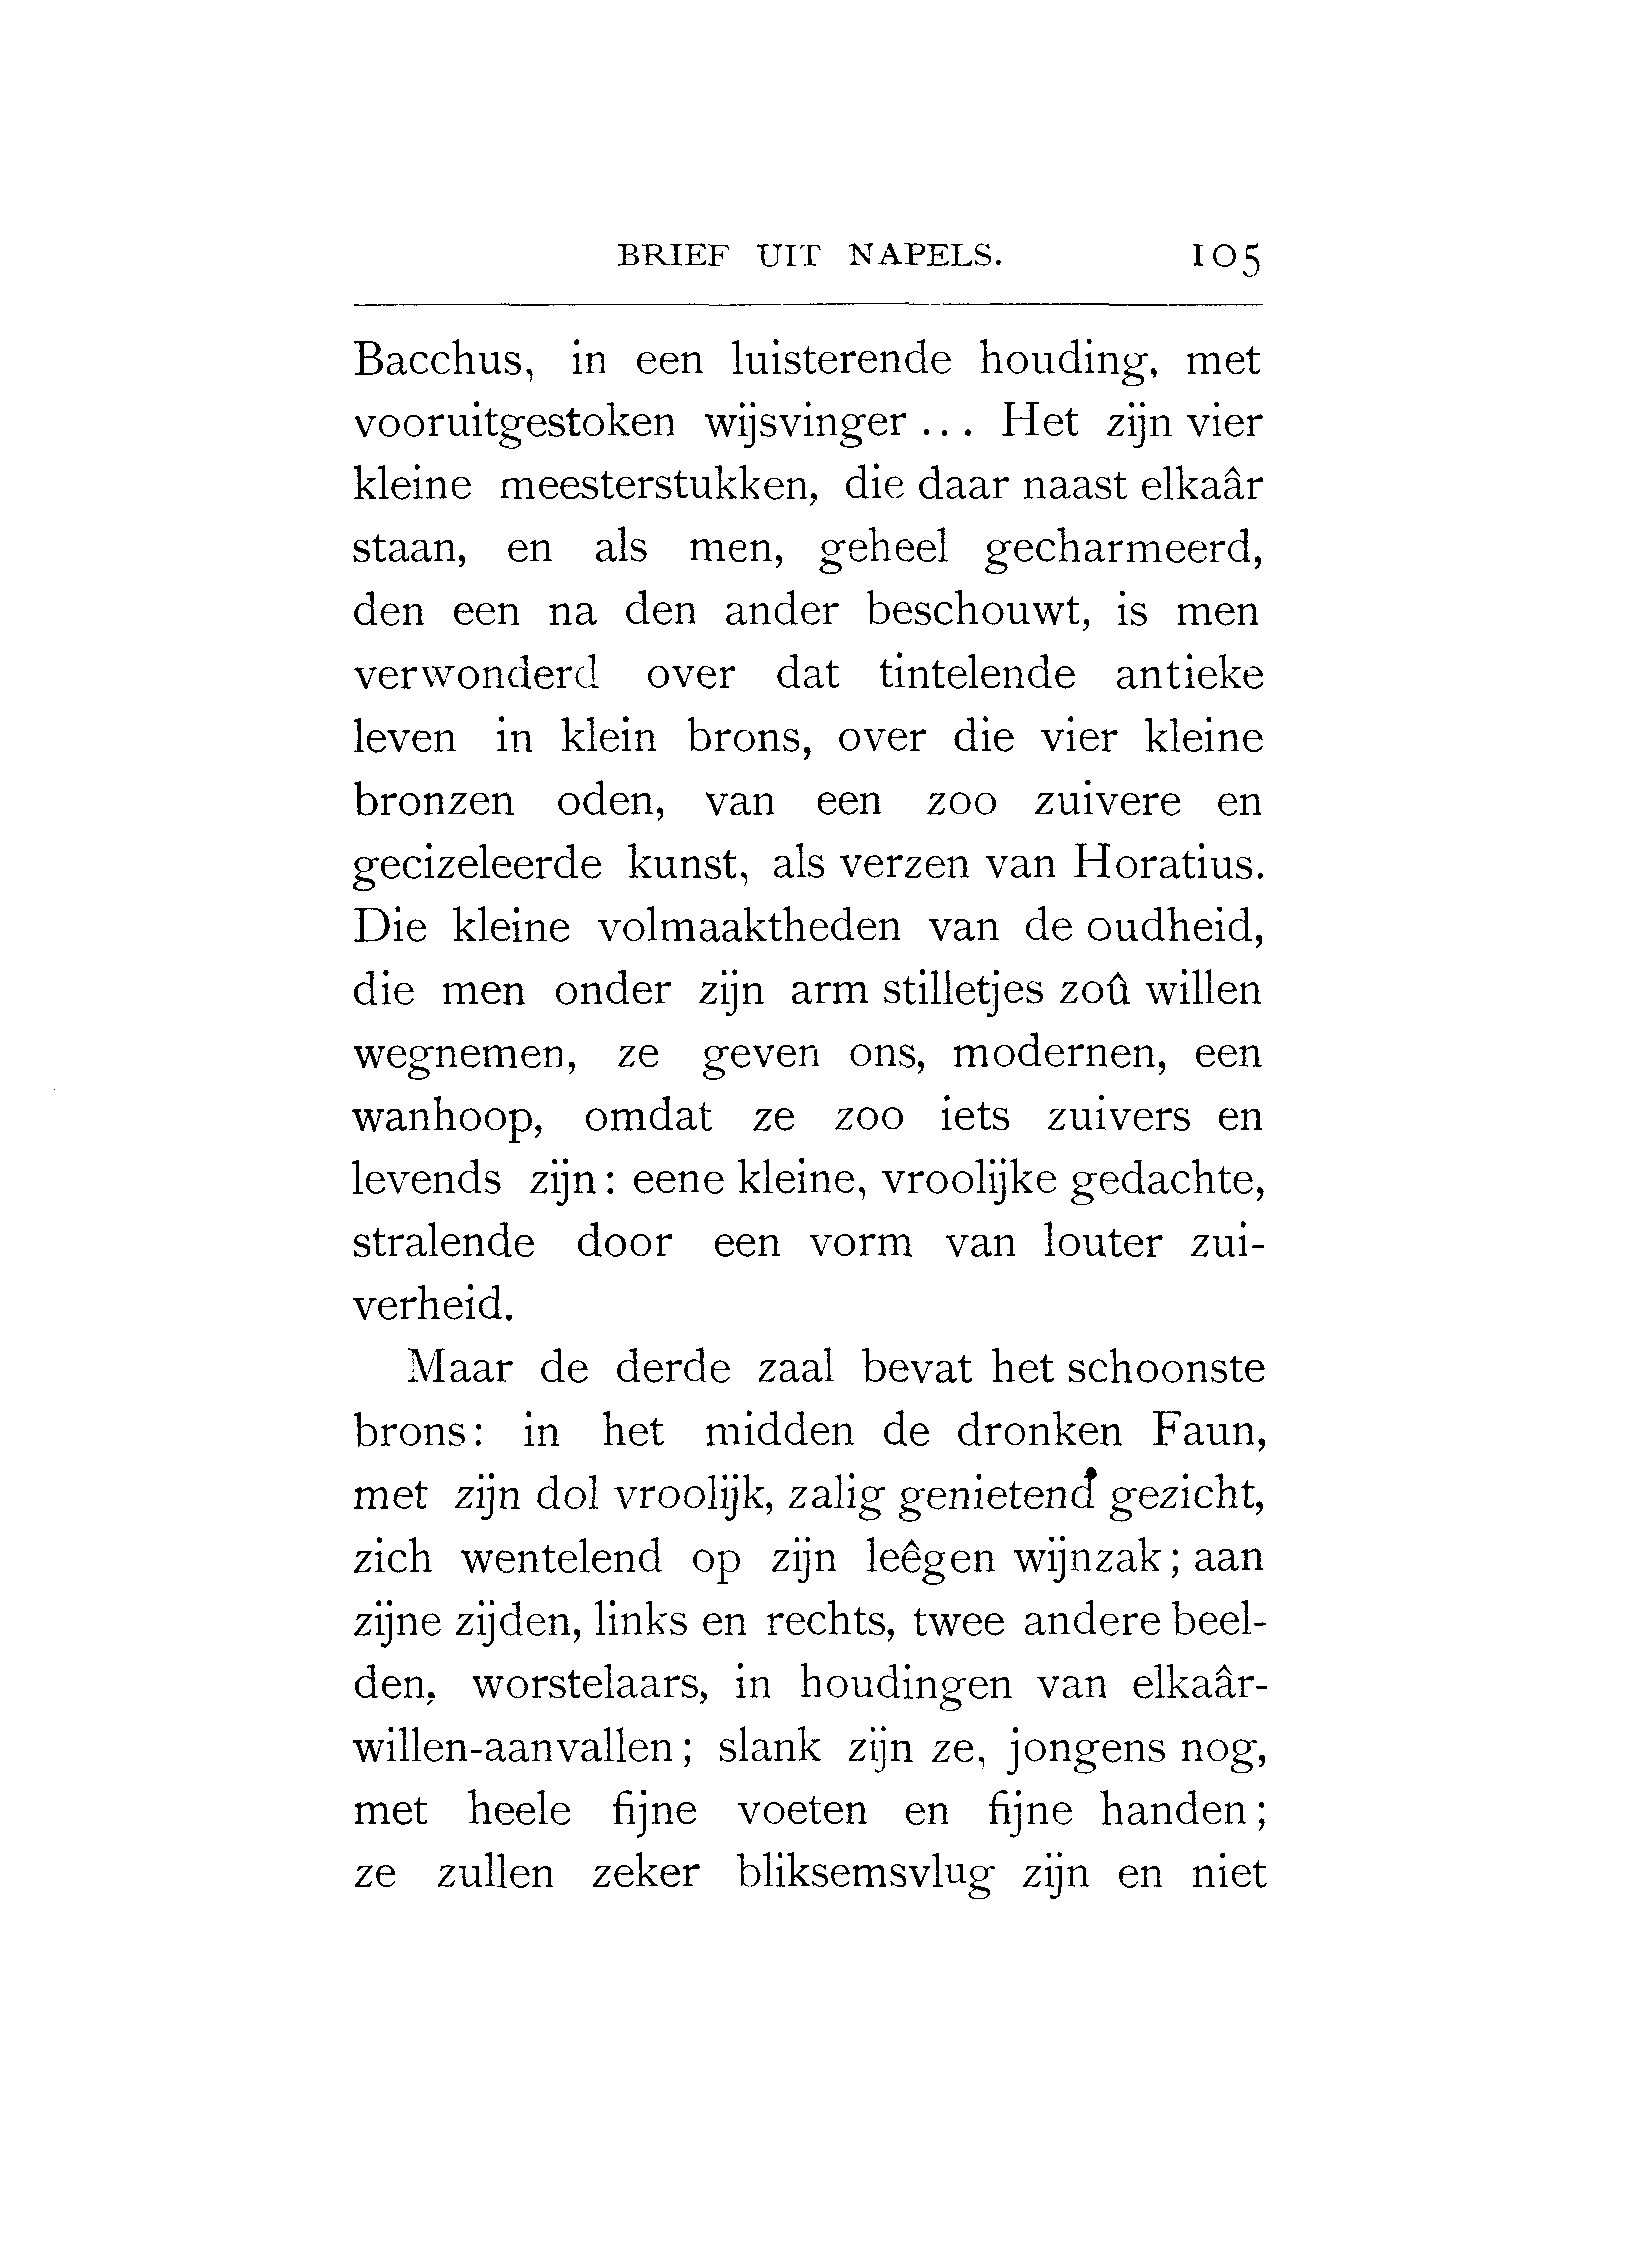 BRIEF UIT NAPELS. 105
Bacchus, in een luisterende houding, met
vooruitgestoken wijsvinger ... Het zijn vier
kleine meesterstukken, die daar naast elkaâr
staan, en als men, geheel gecharmeerd,
den een na den ander beschouwt, is men
verwonderd over dat tintelende antieke
leven in klein brons, over die vier kleine
bronzen oden, van een zoo zuivere en
gecizeleerde kunst, als verzen van Horatius.
Die kleine volmaaktheden van de oudheid,
die men onder zijn arm stilletjes zoû willen
wegnemen, ze geven ons, modernen, een
wanhoop, omdat ze zoo iets zuivers en
levends zijn: eene kleine, vroolijke gedachte,
stralende door een vorm van louter zui-
verheid.
Maar de derde zaal bevat het schoonste
brons: in het midden de dronken Faun,
met zijn dol vroolijk, zalig genietend gezicht,
zich wentelend op zijn leêgen wijnzak; aan
zijne zijden, links en rechts, twee andere beel-
den, worstelaars, in houdingen van elkaâr-
willen-aanvallen; slank zijn ze, jongens nog,
met heele fijne voeten en fijne handen;
ze zullen zeker bliksemsvlug zijn en niet